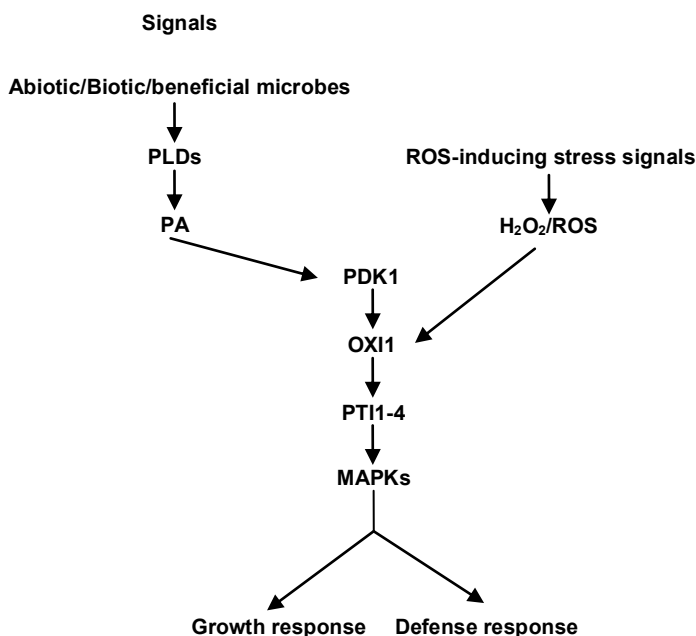 Signals
Abiotic/Biotic/beneficial microbes
PLDs
ROS-inducing stress signals
PA
H₂O₂/ROS
PDK1
OXI1
PTI1-4
MAPKs
Growth response
Defense response